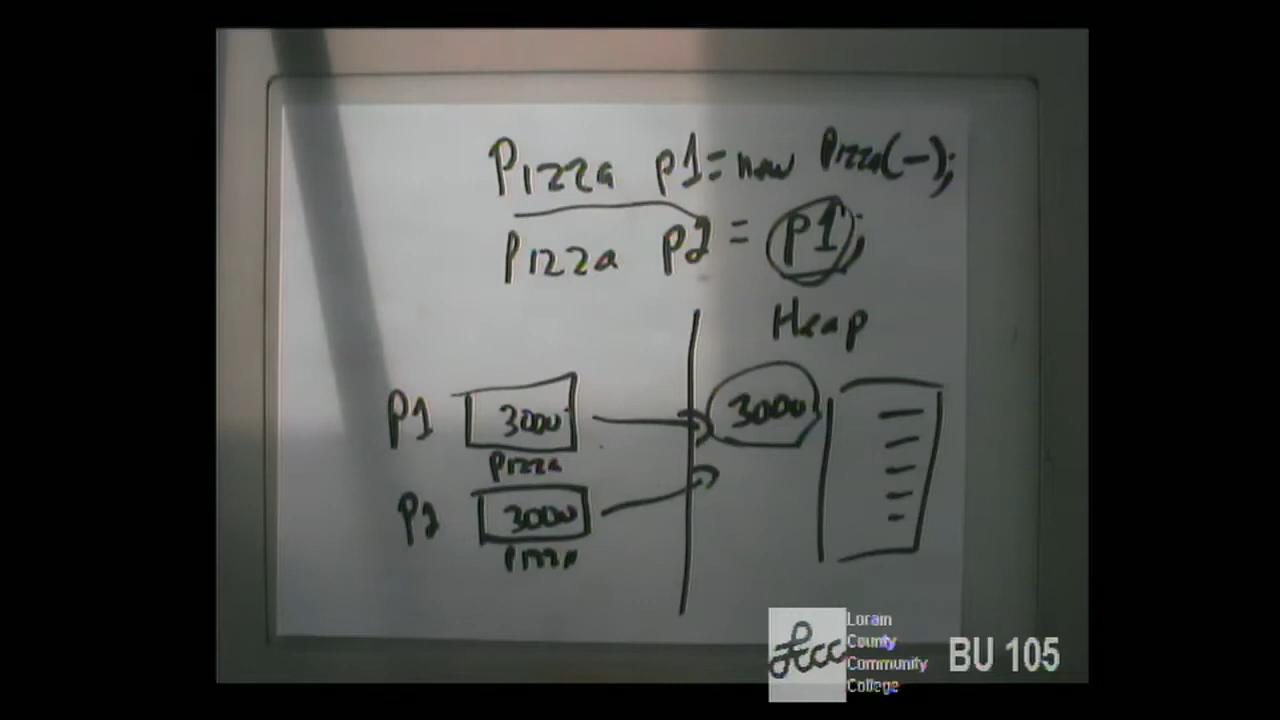 Pizza p1 = new Pizza(—);
Pizza p2 = p1;
Heap
P1 3000 3000
Pizza
P2 3000
Pizza
Lorain
County
Community
College
lccc
BU 105